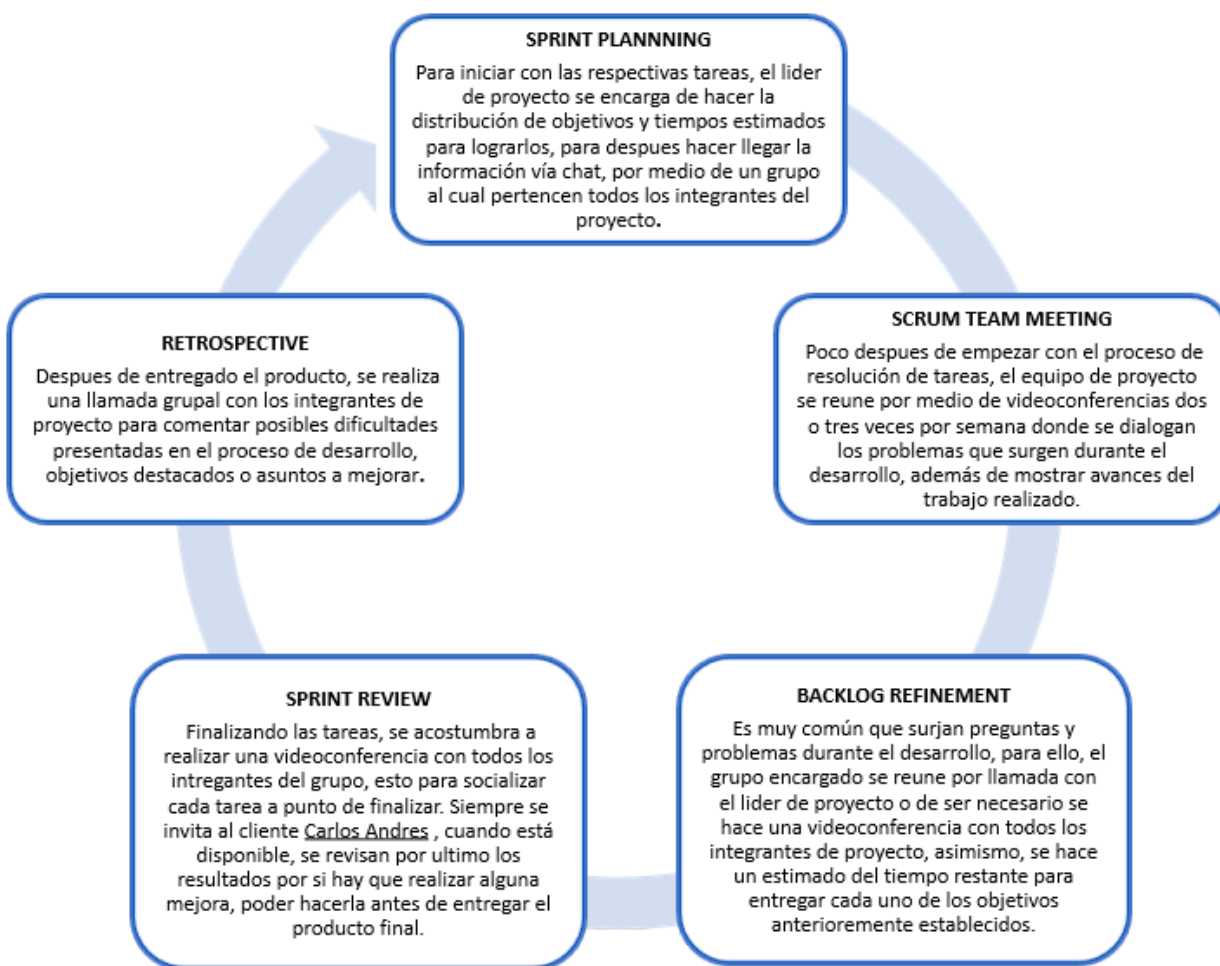 SPRINT PLANNNING
Para iniciar con las respectivas tareas, el lider
de proyecto se encarga de hacer la
distribución de objetivos y tiempos estimados
para lograrlos, para despues hacer llegar la
información vía chat, por medio de un grupo
al cual pertencen todos los integrantes del
proyecto.
SCRUM TEAM MEETING
Poco despues de empezar con el proceso de
resolución de tareas, el equipo de proyecto
se reune por medio de videoconferencias dos
o tres veces por semana donde se dialogan
los problemas que surgen durante el
desarrollo, además de mostrar avances del
trabajo realizado.
BACKLOG REFINEMENT
Es muy común que surjan preguntas y
problemas durante el desarrollo, para ello, el
grupo encargado se reune por llamada con
el lider de proyecto o de ser necesario se
hace una videoconferencia con todos los
integrantes de proyecto, asimismo, se hace
un estimado del tiempo restante para
entregar cada uno de los objetivos
anteriormente establecidos.
SPRINT REVIEW
Finalizando las tareas, se acostumbra a
realizar una videoconferencia con todos los
intregantes del grupo, esto para socializar
cada tarea a punto de finalizar. Siempre se
invita al cliente Carlos Andres , cuando está
disponible, se revisan por ultimo los
resultados por si hay que realizar alguna
mejora, poder hacerla antes de entregar el
producto final.
RETROSPECTIVE
Despues de entregado el producto, se realiza
una llamada grupal con los integrantes de
proyecto para comentar posibles dificultades
presentadas en el proceso de desarrollo,
objetivos destacados o asuntos a mejorar.